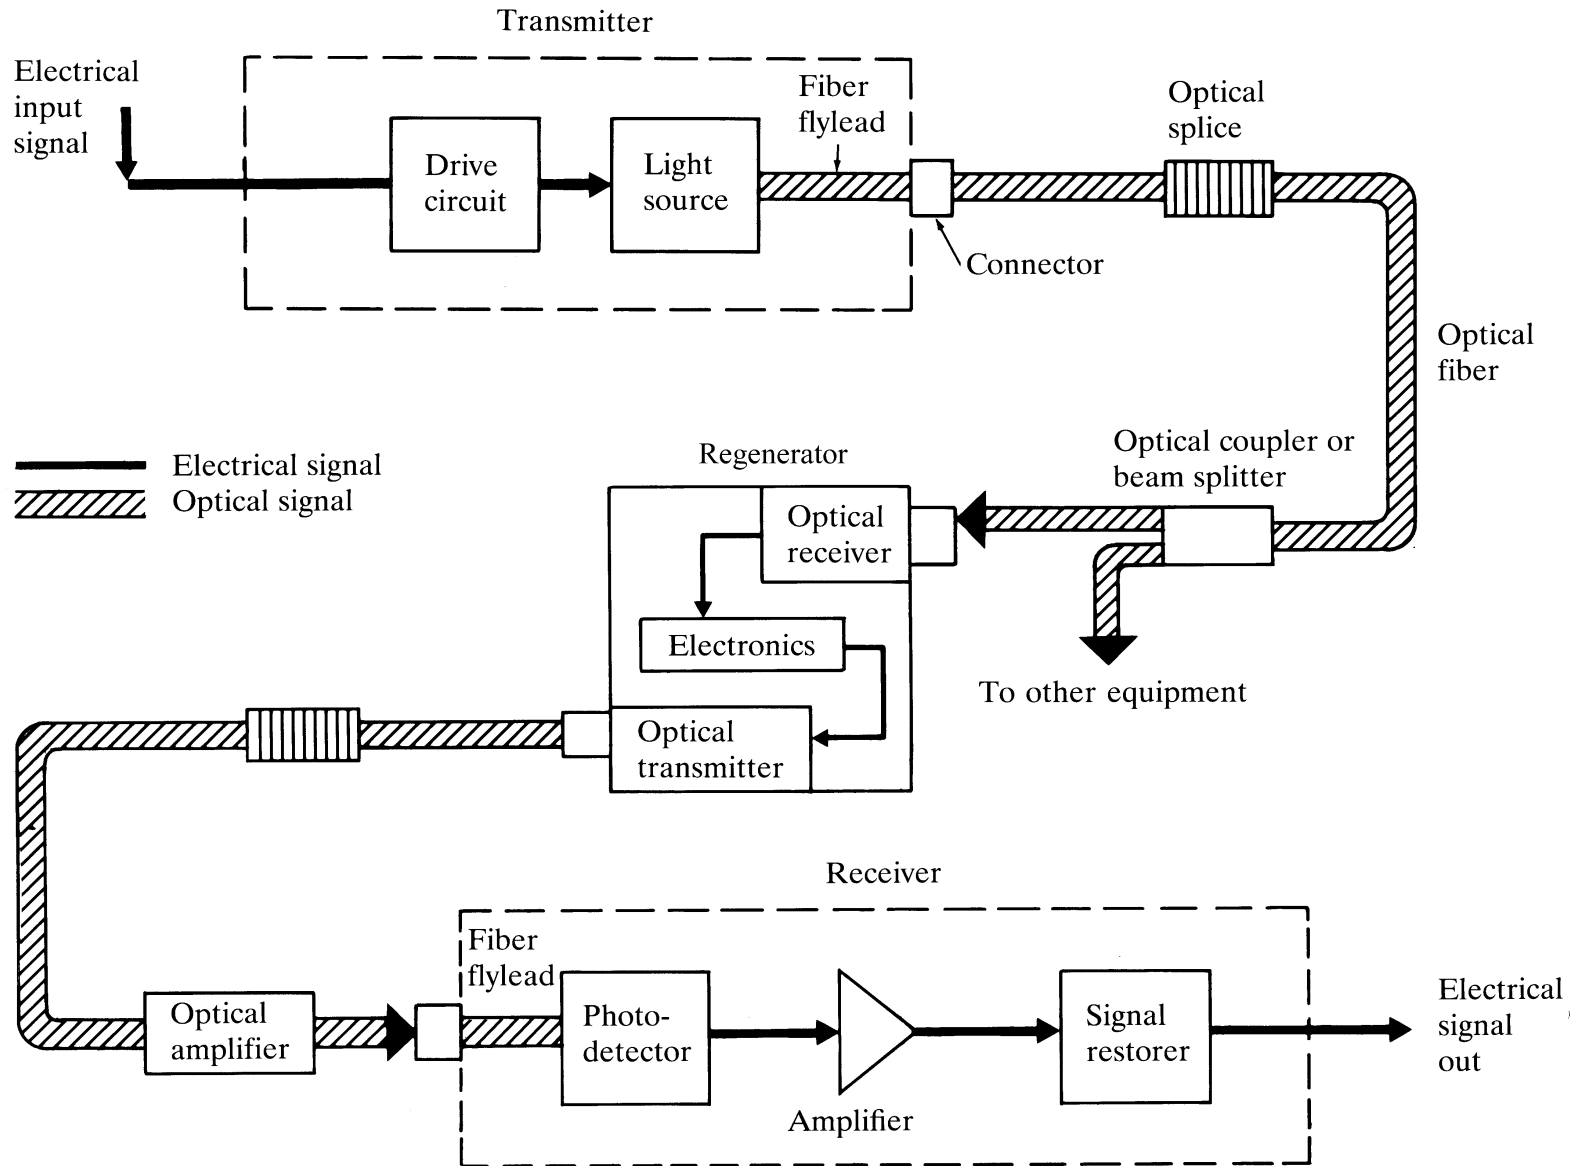 Transmitter
Electrical
input
signal
Drive
circuit
Light
source
Fiber
flylead
Connector
Optical
splice
Optical
fiber
Electrical signal
Optical signal
Regenerator
Optical
receiver
Electronics
Optical
transmitter
Optical coupler or
beam splitter
To other equipment
Receiver
Optical
amplifier
Fiber
flylead
Photo-
detector
Amplifier
Signal
restorer
Electrical
signal
out